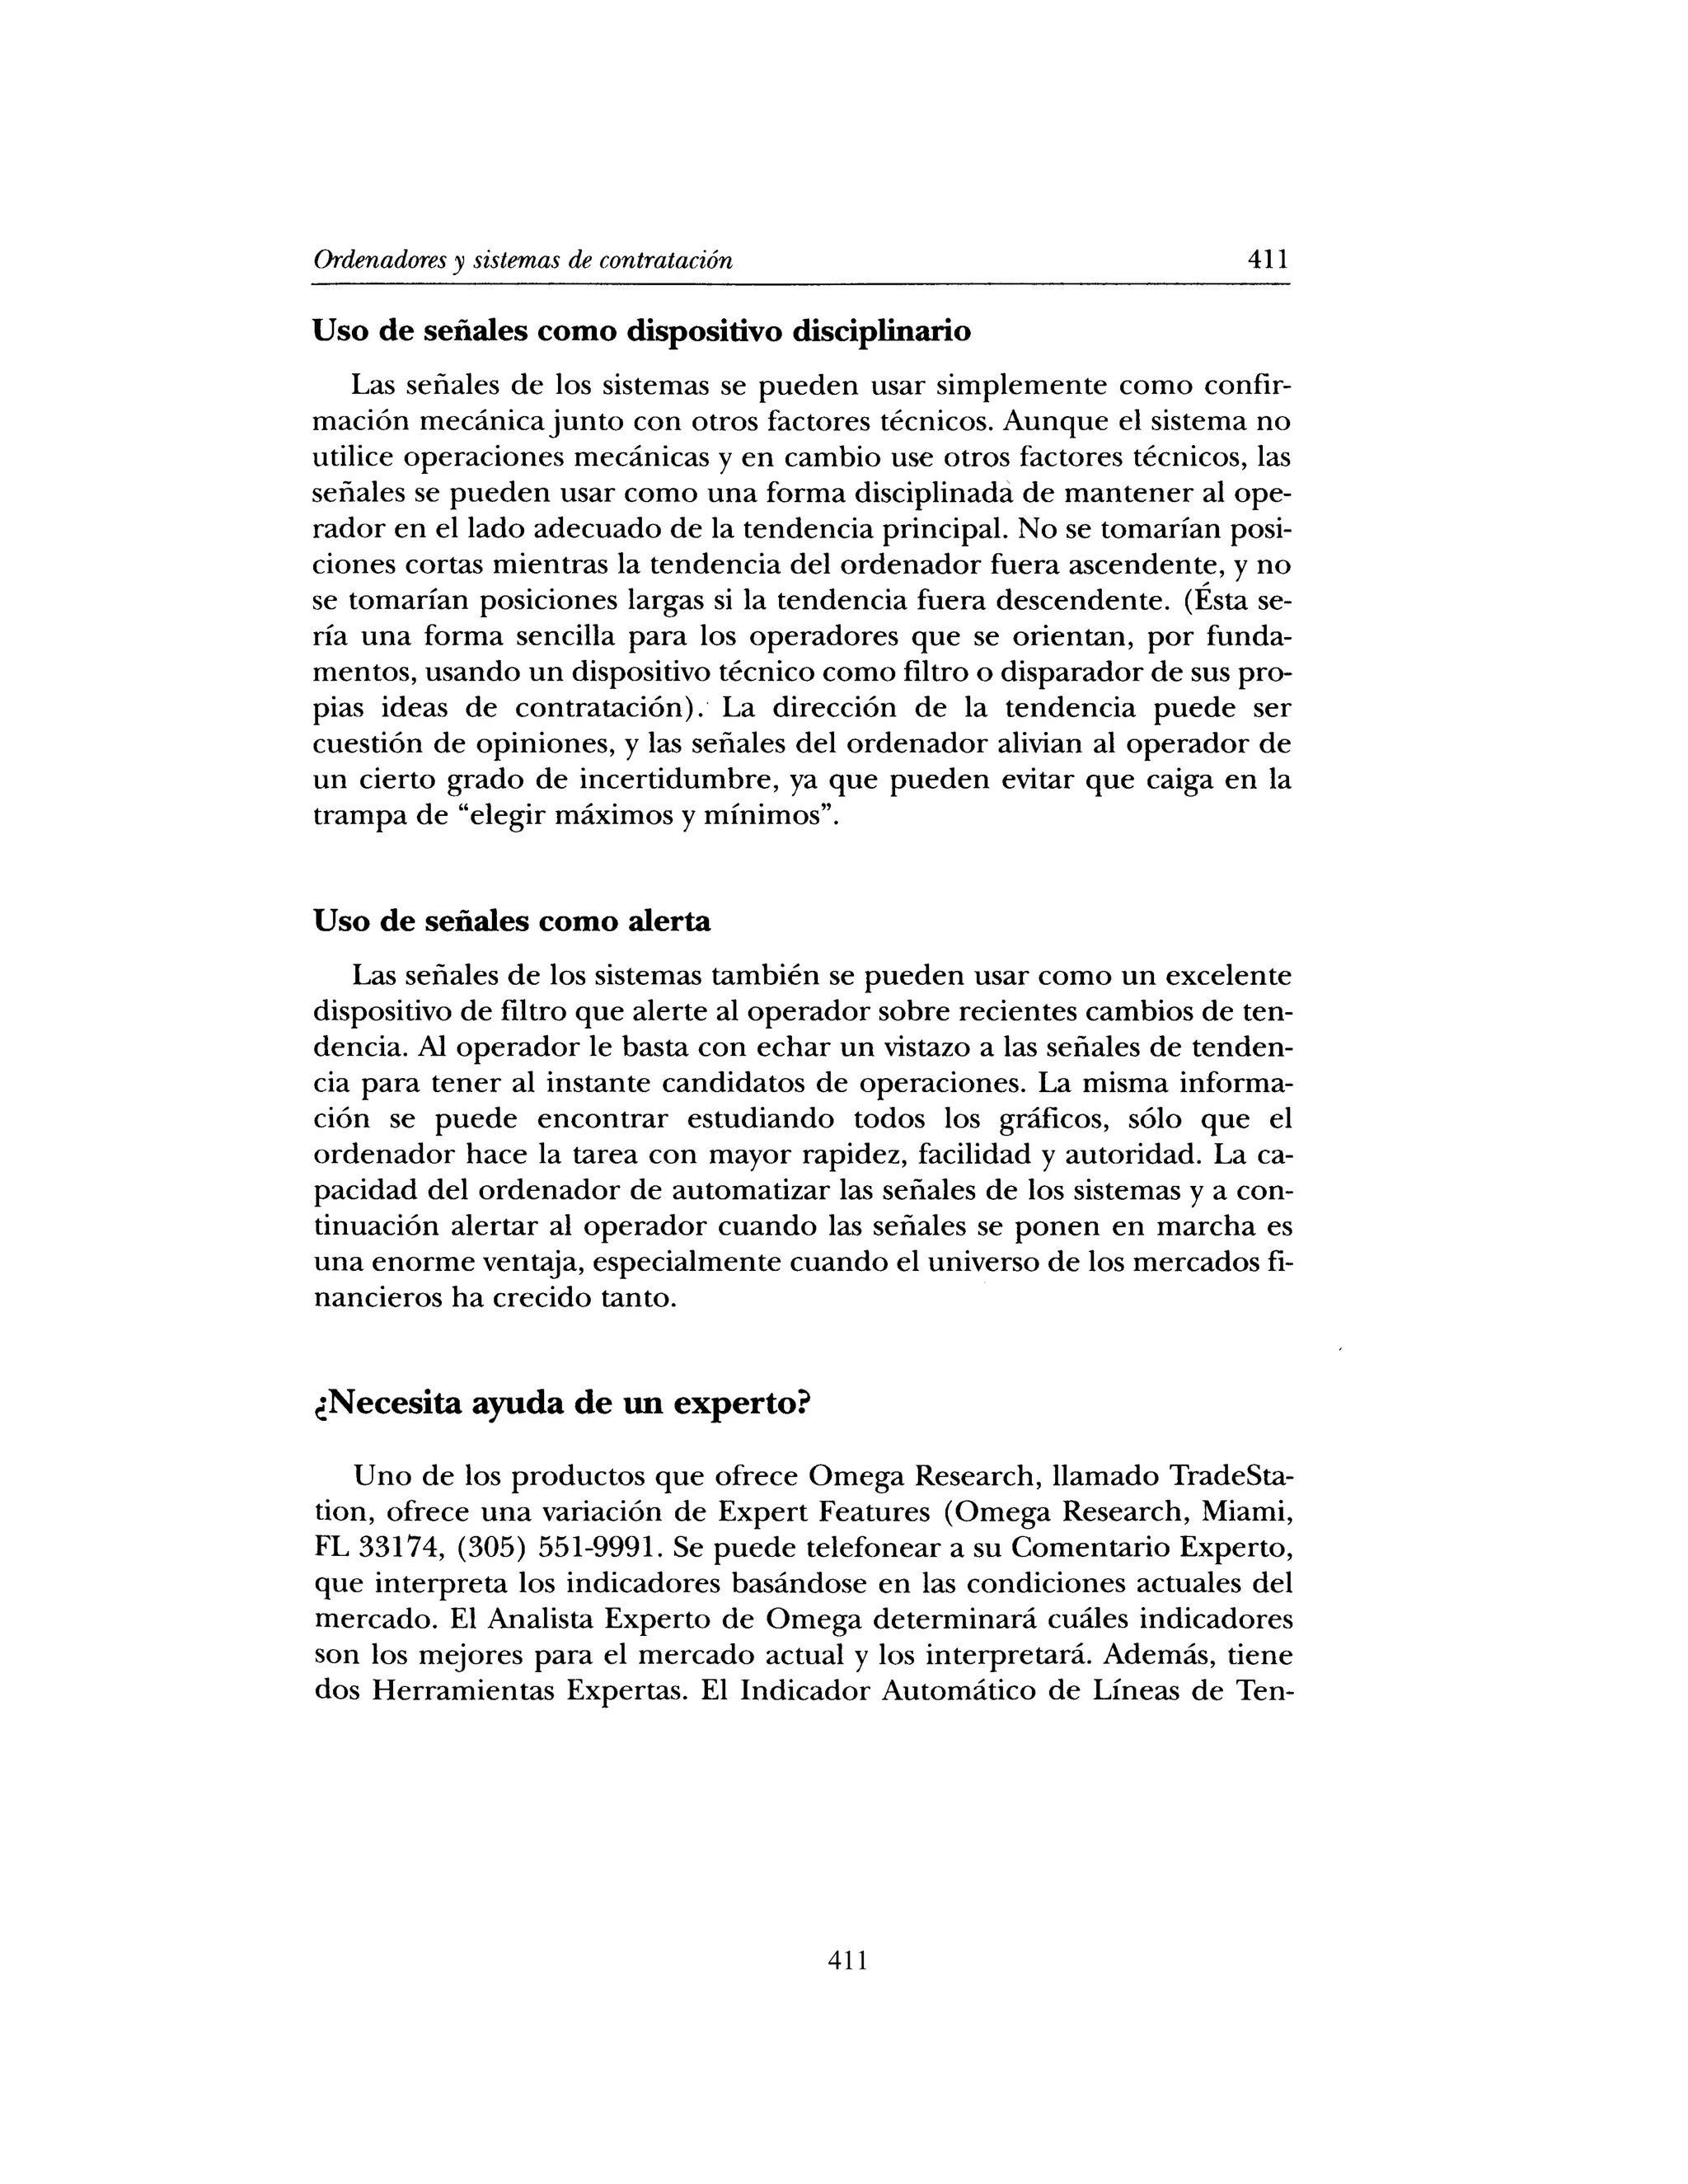 Ordenadores y sistemas de contratación 411
Uso de señales como dispositivo disciplinario
Las señales de los sistemas se pueden usar simplemente como confir-
mación mecánica junto con otros factores técnicos. Aunque el sistema no
utilice operaciones mecánicas y en cambio use otros factores técnicos, las
señales se pueden usar como una forma disciplinada de mantener al ope-
rador en el lado adecuado de la tendencia principal. No se tomarían posi-
ciones cortas mientras la tendencia del ordenador fuera ascendente, y no
se tomarían posiciones largas si la tendencia fuera descendente. (Ésta se-
ría una forma sencilla para los operadores que se orientan, por funda-
mentos, usando un dispositivo técnico como filtro o disparador de sus pro-
pias ideas de contratación). La dirección de la tendencia puede ser
cuestión de opiniones, y las señales del ordenador alivian al operador de
un cierto grado de incertidumbre, ya que pueden evitar que caiga en la
trampa de “elegir máximos y mínimos”.
Uso de señales como alerta
Las señales de los sistemas también se pueden usar como un excelente
dispositivo de filtro que alerte al operador sobre recientes cambios de ten-
dencia. Al operador le basta con echar un vistazo a las señales de tenden-
cia para tener al instante candidatos de operaciones. La misma informa-
ción se puede encontrar estudiando todos los gráficos, sólo que el
ordenador hace la tarea con mayor rapidez, facilidad y autoridad. La ca-
pacidad del ordenador de automatizar las señales de los sistemas y a con-
tinuación alertar al operador cuando las señales se ponen en marcha es
una enorme ventaja, especialmente cuando el universo de los mercados fi-
nancieros ha crecido tanto.
¿Necesita ayuda de un experto?
Uno de los productos que ofrece Omega Research, llamado TradeSta-
tion, ofrece una variación de Expert Features (Omega Research, Miami,
FL 33174, (305) 551-9991. Se puede telefonear a su Comentario Experto,
que interpreta los indicadores basándose en las condiciones actuales del
mercado. El Analista Experto de Omega determinará cuáles indicadores
son los mejores para el mercado actual y los interpretará. Además, tiene
dos Herramientas Expertas. El Indicador Automático de Líneas de Ten-
411